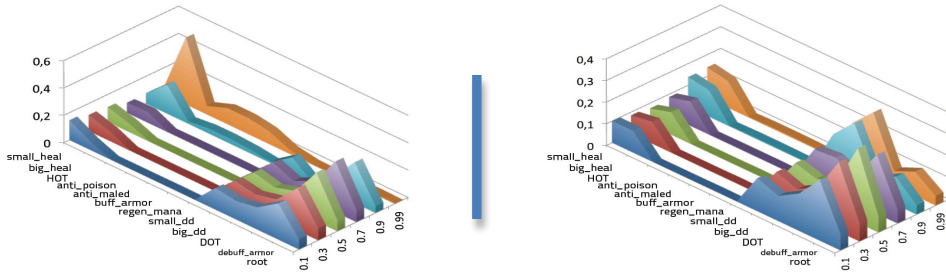 0,6
0,4
0,2
0
small_heal
big_heal
HOT
anti_poison
anti_maled
buff_armor
regen_mana
small_dd
big_dd
DOT
debuff_armor
root
0.1
0.3
0.5
0.7
0.9
0.99
0,4
0,3
0,2
0,1
0
small_heal
big_heal
HOT
anti_poison
anti_maled
buff_armor
regen_mana
small_dd
big_dd
DOT
debuff_armor
root
0.1
0.3
0.5
0.7
0.9
0.99